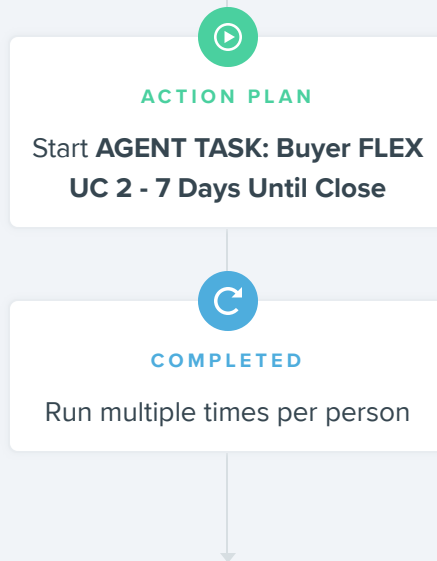 ACTION PLAN
Start AGENT TASK: Buyer FLEX
UC 2 - 7 Days Until Close
COMPLETED
Run multiple times per person